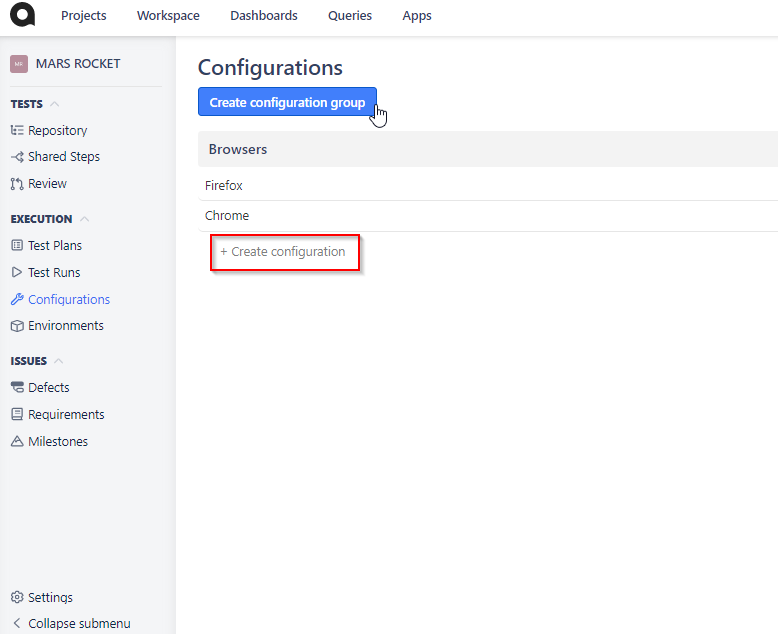 Projects Workspace Dashboards Queries Apps
MR MARS ROCKET
TESTS
Repository
Shared Steps
Review
EXECUTION
Test Plans
Test Runs
Configurations
Environments
ISSUES
Defects
Requirements
Milestones
Settings
Collapse submenu
Configurations
Create configuration group
Browsers
Firefox
Chrome
+ Create configuration